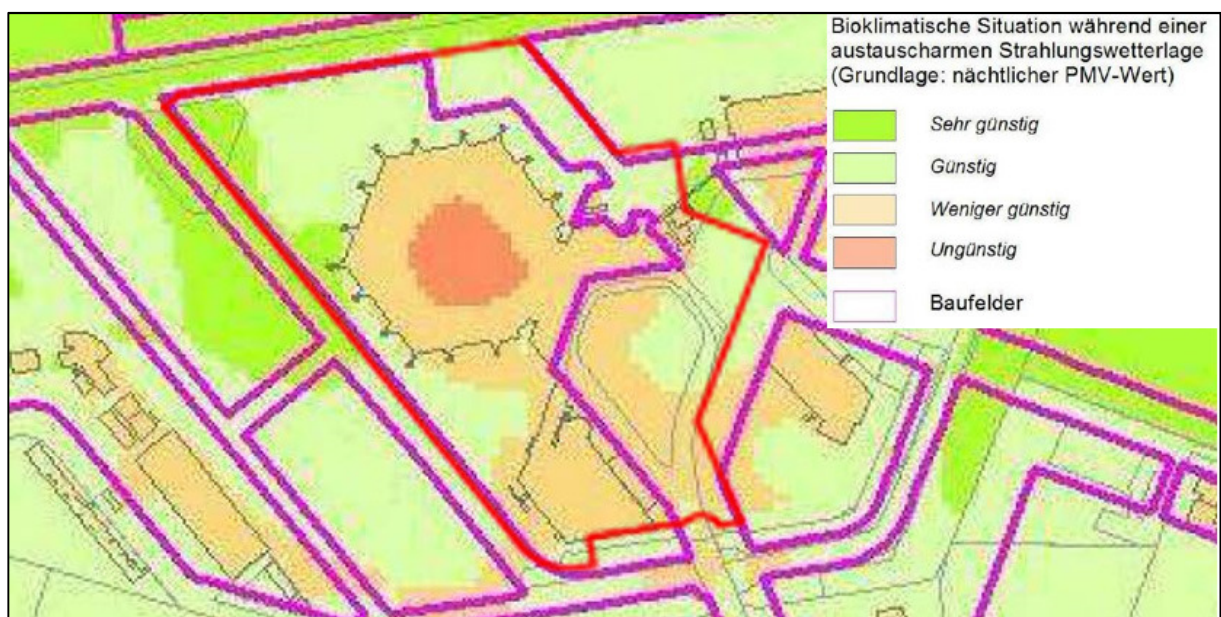 Bioklimatische Situation während einer
austauscharmen Strahlungswetterlage
(Grundlage: nächtlicher PMV-Wert)
Sehr günstig
Günstig
Weniger günstig
Ungünstig
Baufelder